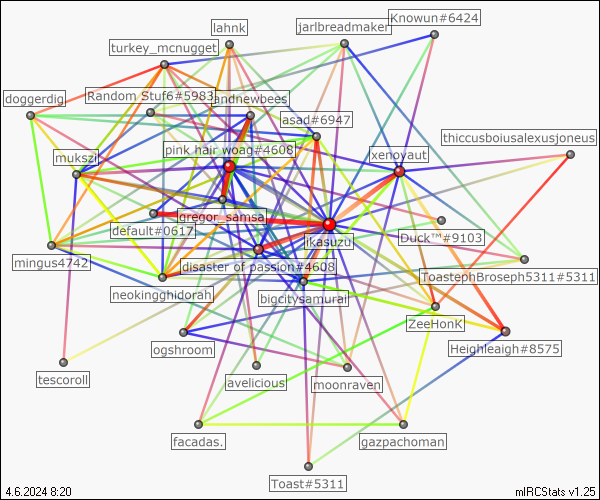 lahnk
jarlbreadmaker
Knowun#6424
turkey_mcnugget
doggerdig
Random Stuf6#5983
andnewbees
asad#6947
thiccusboiusalexusjoneus
mukszi
pink hair woag#4608
xenoyaut
gregor_samsa
default#0617
ikasuzu
Duck™#9103
mingus4742
disaster of passion#4608
ToastephBroseph5311#5311
neokingghidorah
bigcitysamurai
ZeeHonK
ogshroom
Heighleaigh#8575
tescoroll
avelicious
moonraven
facadas.
gazpachoman
Toast#5311
4.6.2024 8:20
mIRCStats v1.25